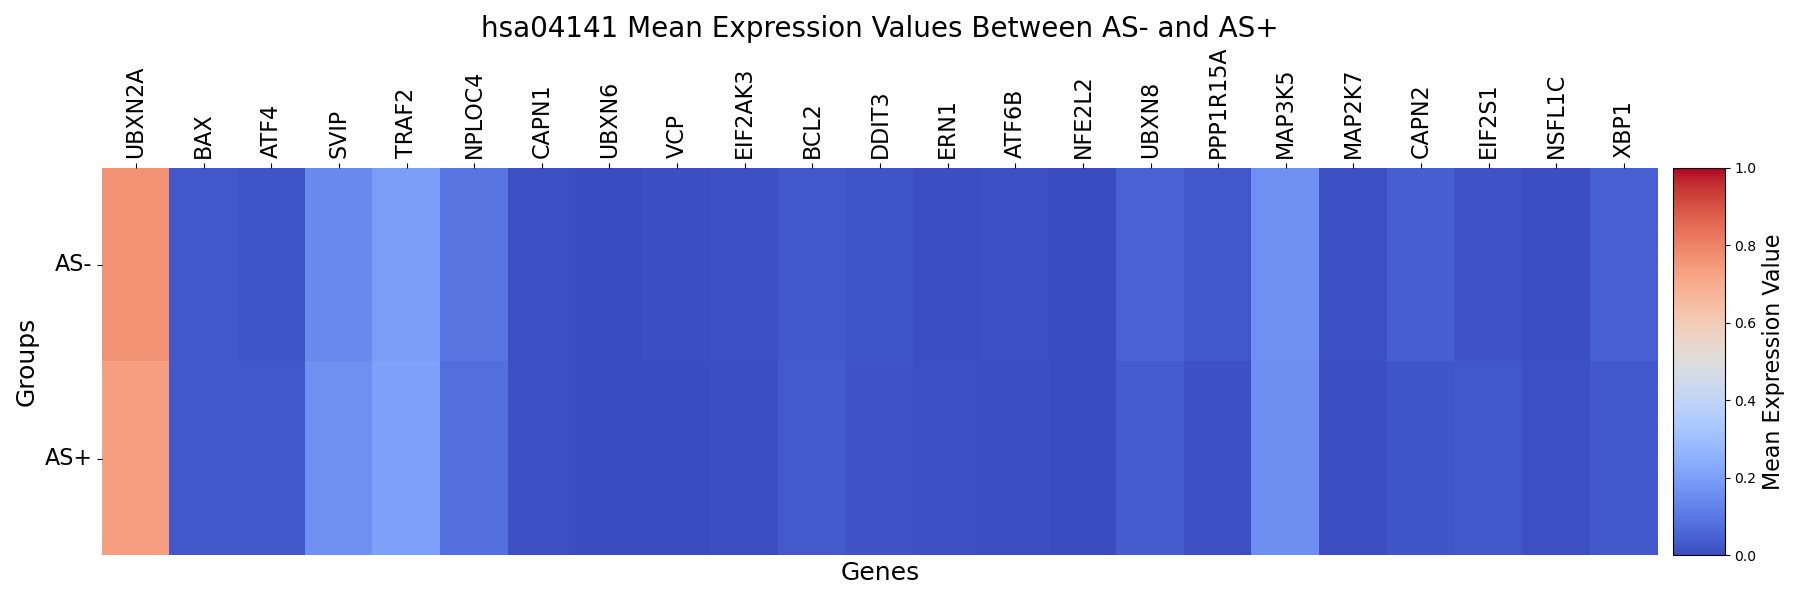 hsa04141 Mean Expression Values Between AS- and AS+
UBXN2A
BAX
ATF4
SVIP
TRAF2
NPLOC4
CAPN1
UBXN6
VCP
EIF2AK3
BCL2
DDIT3
ERN1
ATF6B
NFE2L2
UBXN8
PPP1R15A
MAP3K5
MAP2K7
CAPN2
EIF2S1
NSFL1C
XBP1
Groups
AS-
AS+
Genes
1.0
0.8
0.6
0.4
0.2
0.0
Mean Expression Value